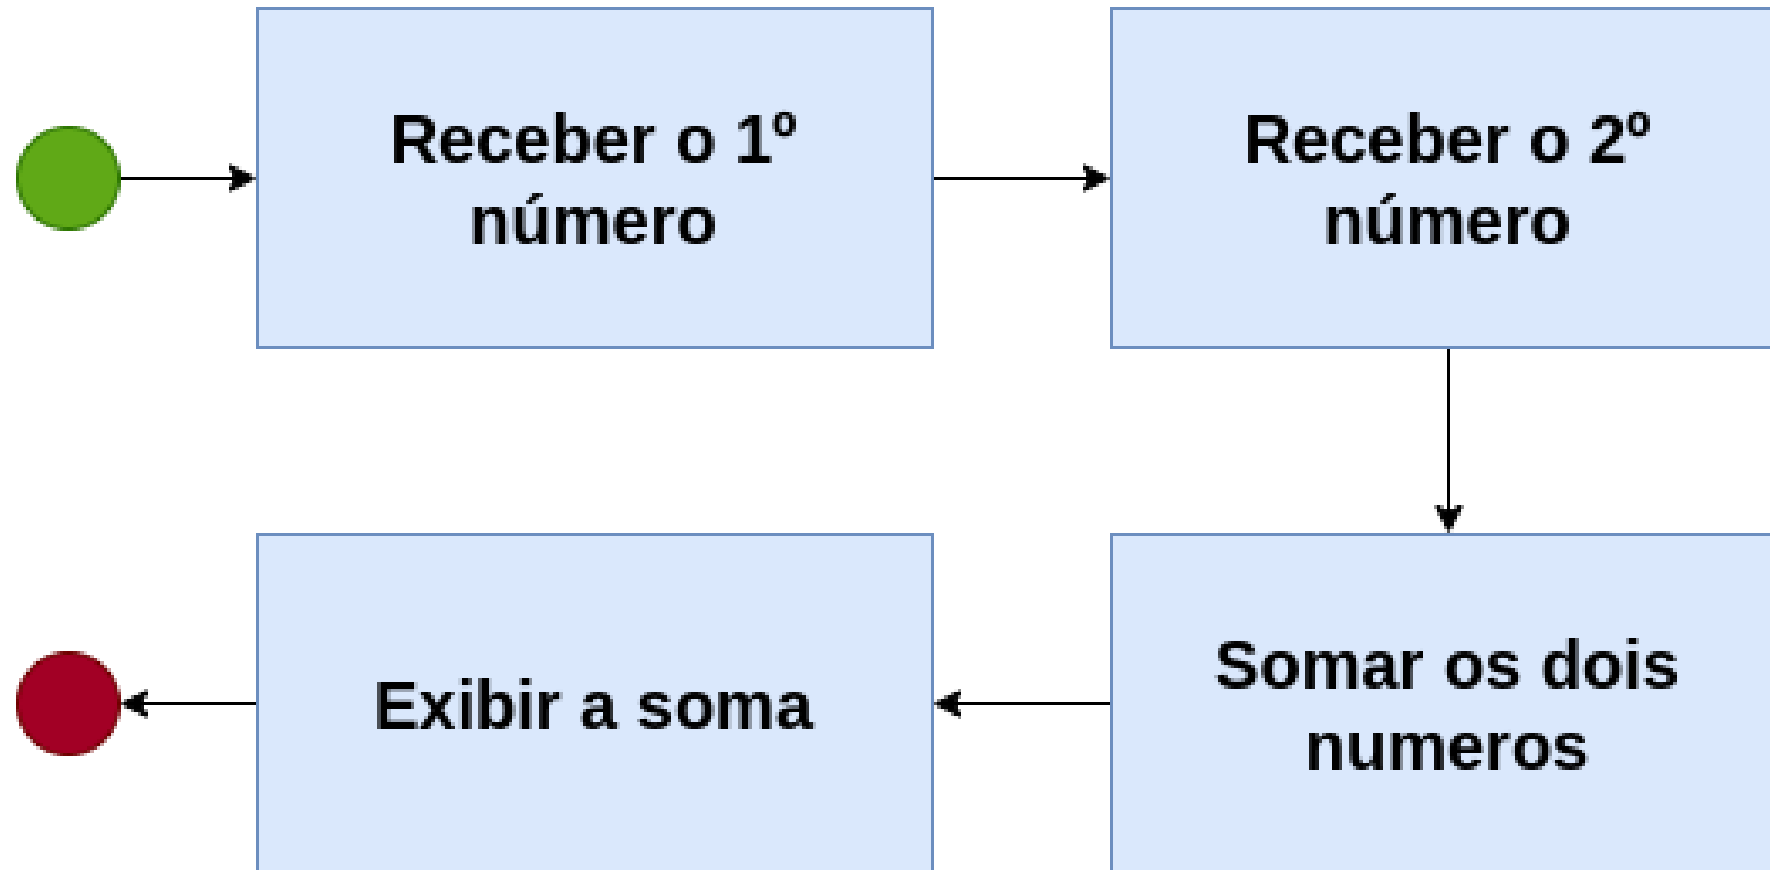 Receber o 1º
número
Receber o 2º
número
Somar os dois
numeros
Exibir a soma